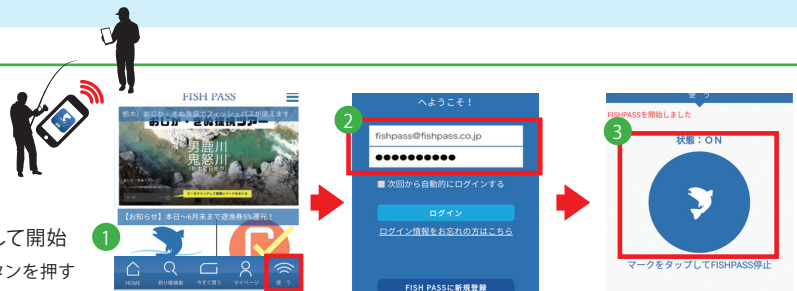 FISH PASS
栃木）おじか・きぬ漁協でフィッシュパスが使えます
おじか・きぬ漁協ツアー
男鹿川
鬼怒川
【お知らせ】本日～6月末まで遊漁券5%還元！
1
HOME
釣り場検索
今すぐ買う
マイページ
使う
して開始
タンを押す
へようこそ！
2
fishpass@fishpass.co.jp
●●●●●●●●●●
次回から自動的にログインする
ログイン
ログイン情報をお忘れの方はこちら
FISH PASSに新規登録
使う
FISHPASSを開始しました
3
状態：ON
マークをタップしてFISHPASS停止